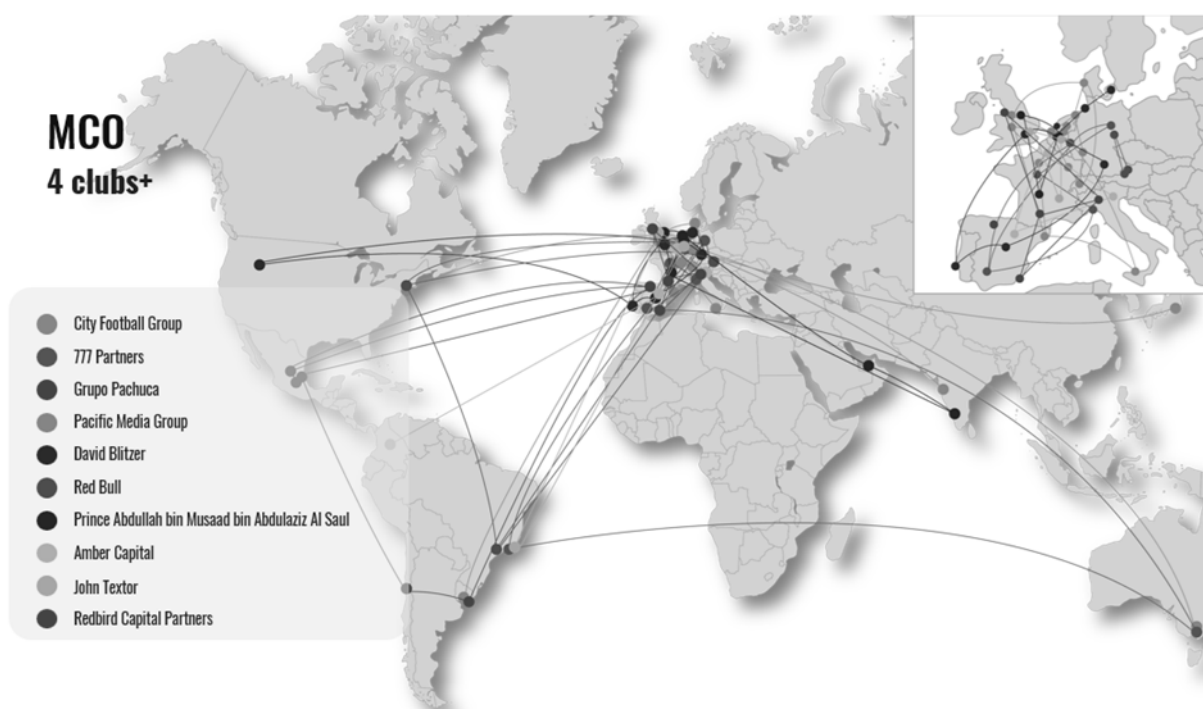 MCO
4 clubs+
City Football Group
777 Partners
Grupo Pachuca
Pacific Media Group
David Blitzer
Red Bull
Prince Abdullah bin Musaad bin Abdulaziz Al Saul
Amber Capital
John Textor
Redbird Capital Partners